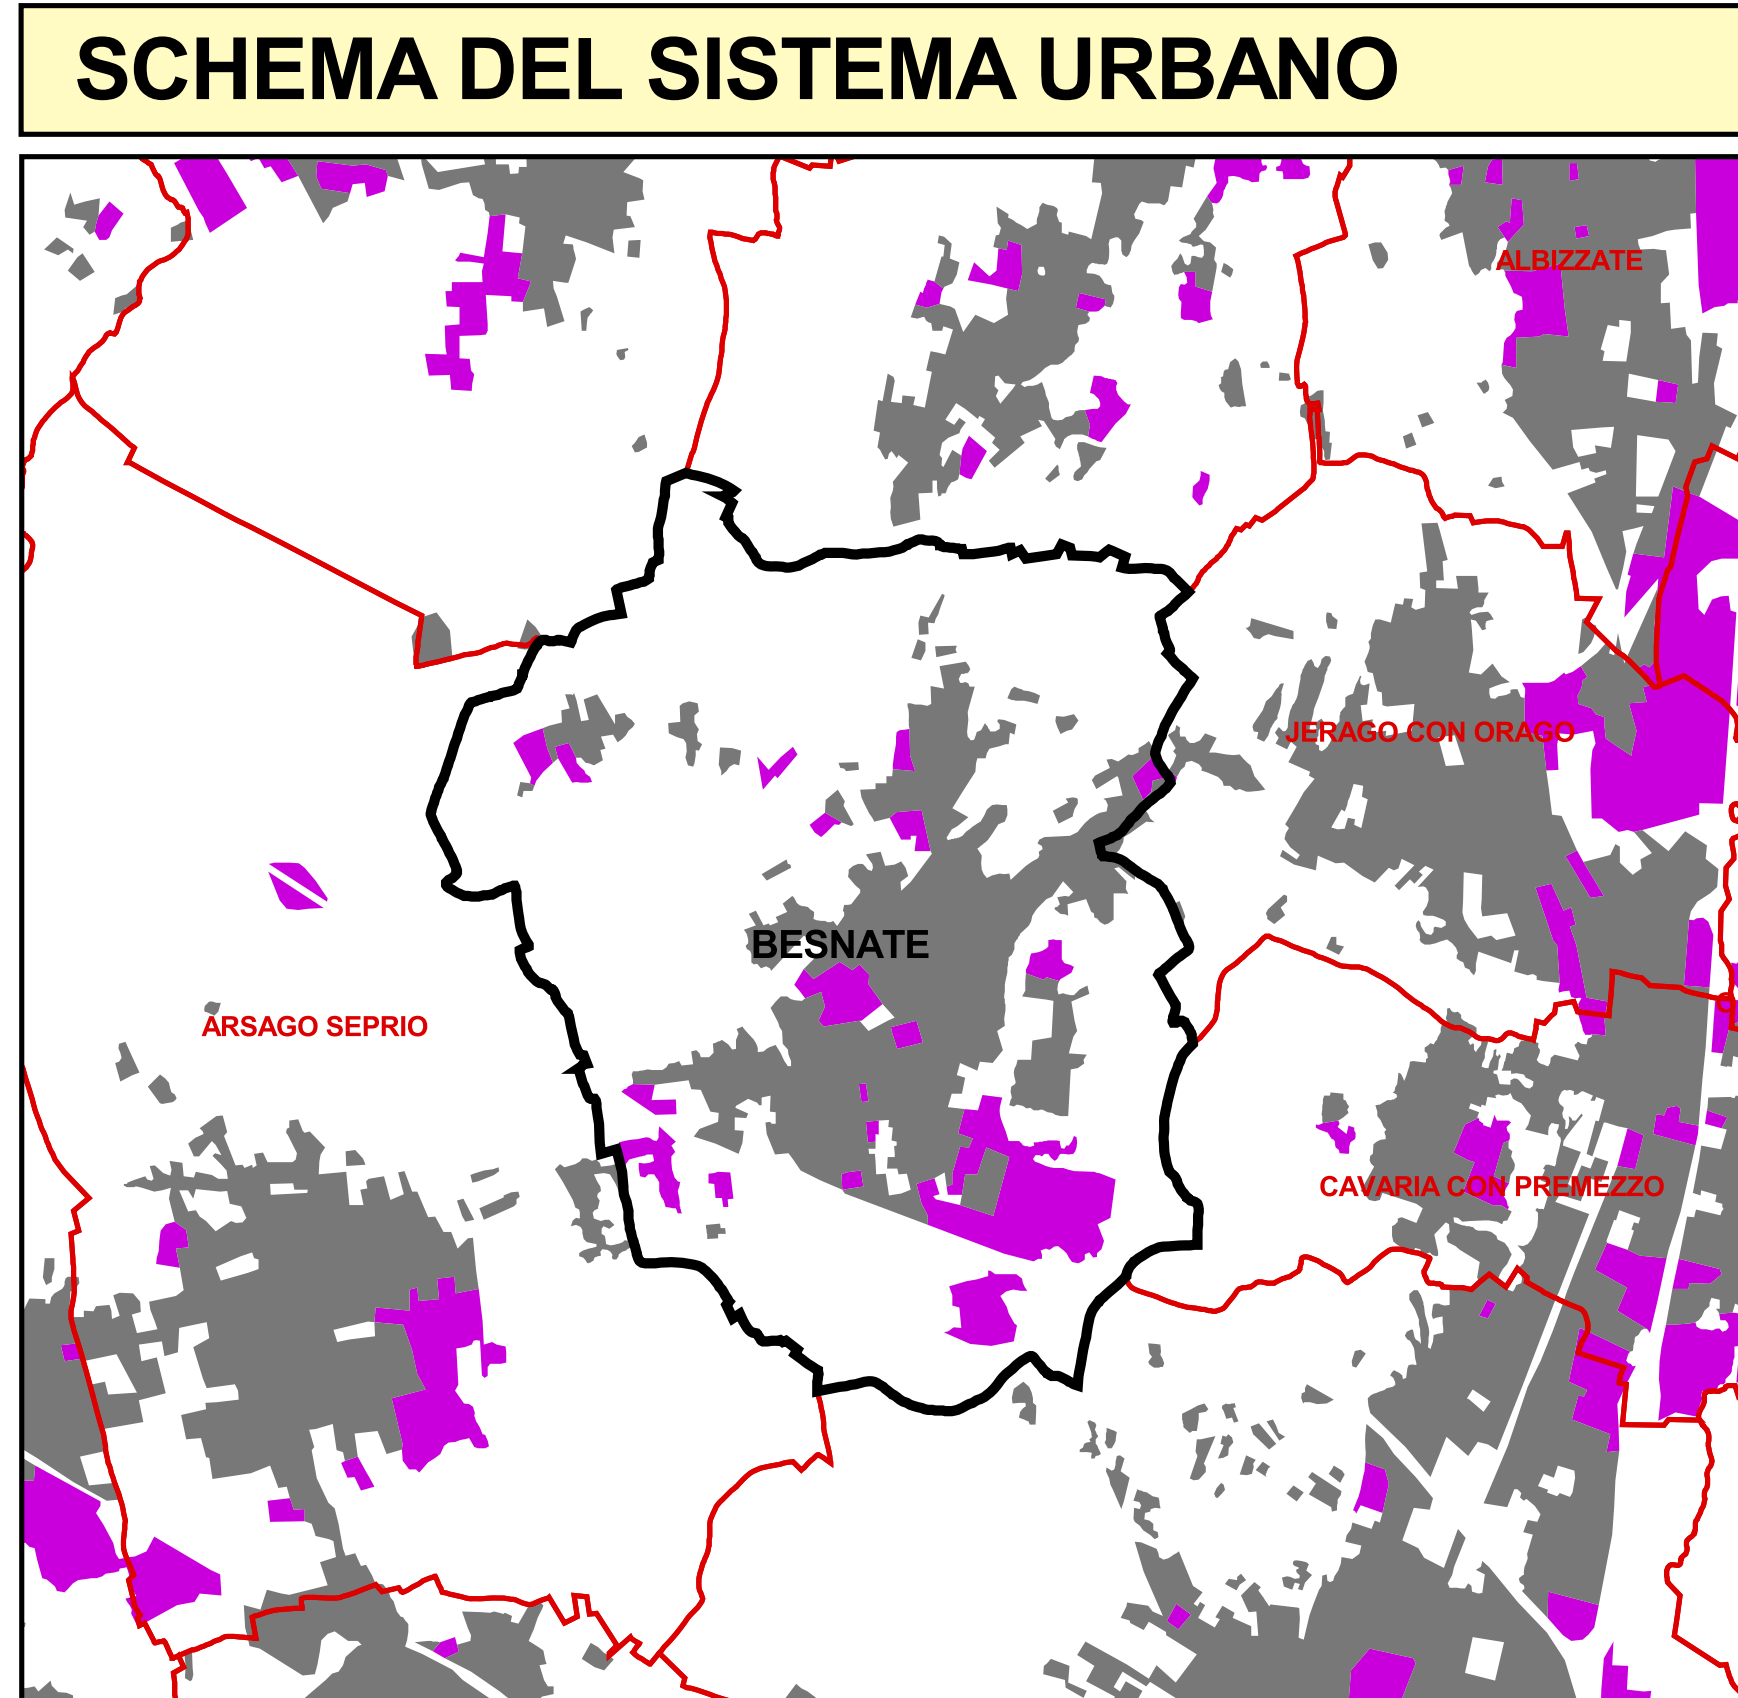 SCHEMA DEL SISTEMA URBANO
ALBIZZATE
JERAGO CON ORAGO
BESNATE
ARSAGO SEPRIO
CAVARIA CON PREMEZZO